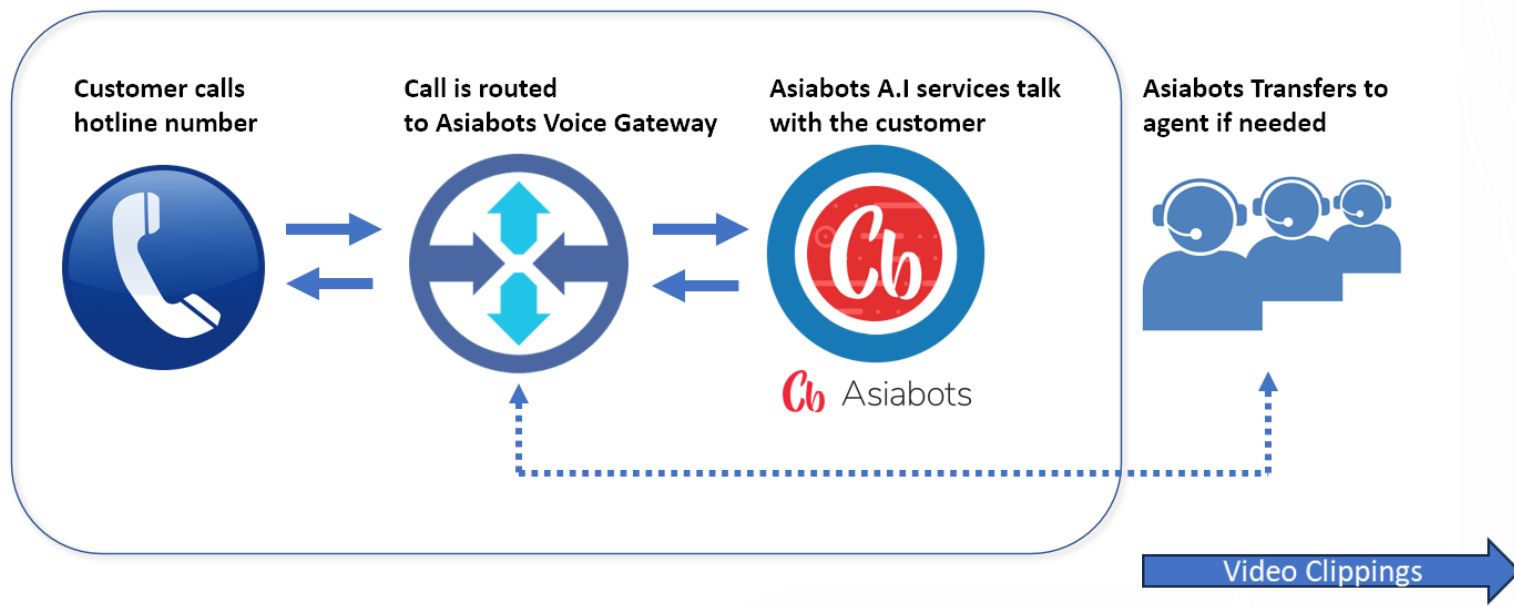 Customer calls
hotline number
Call is routed
to Asiabots Voice Gateway
Asiabots A.I services talk
with the customer
Asiabots Transfers to
agent if needed
Cb
Cb Asiabots
Video Clippings